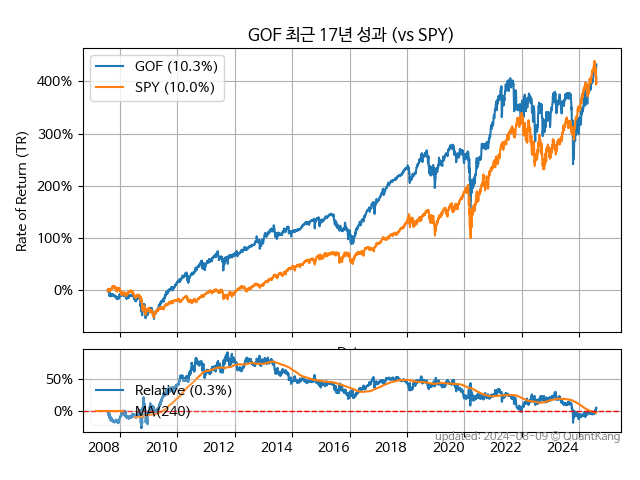 GOF 최근 17년 성과 (vs SPY)
GOF (10.3%)
SPY (10.0%)
Rate of Return (TR)
400%
300%
200%
100%
0%
Relative (0.3%)
MA(240)
50%
0%
2008 2010 2012 2014 2016 2018 2020 2022 2024
updated: 2024-08-09 © QuantKang